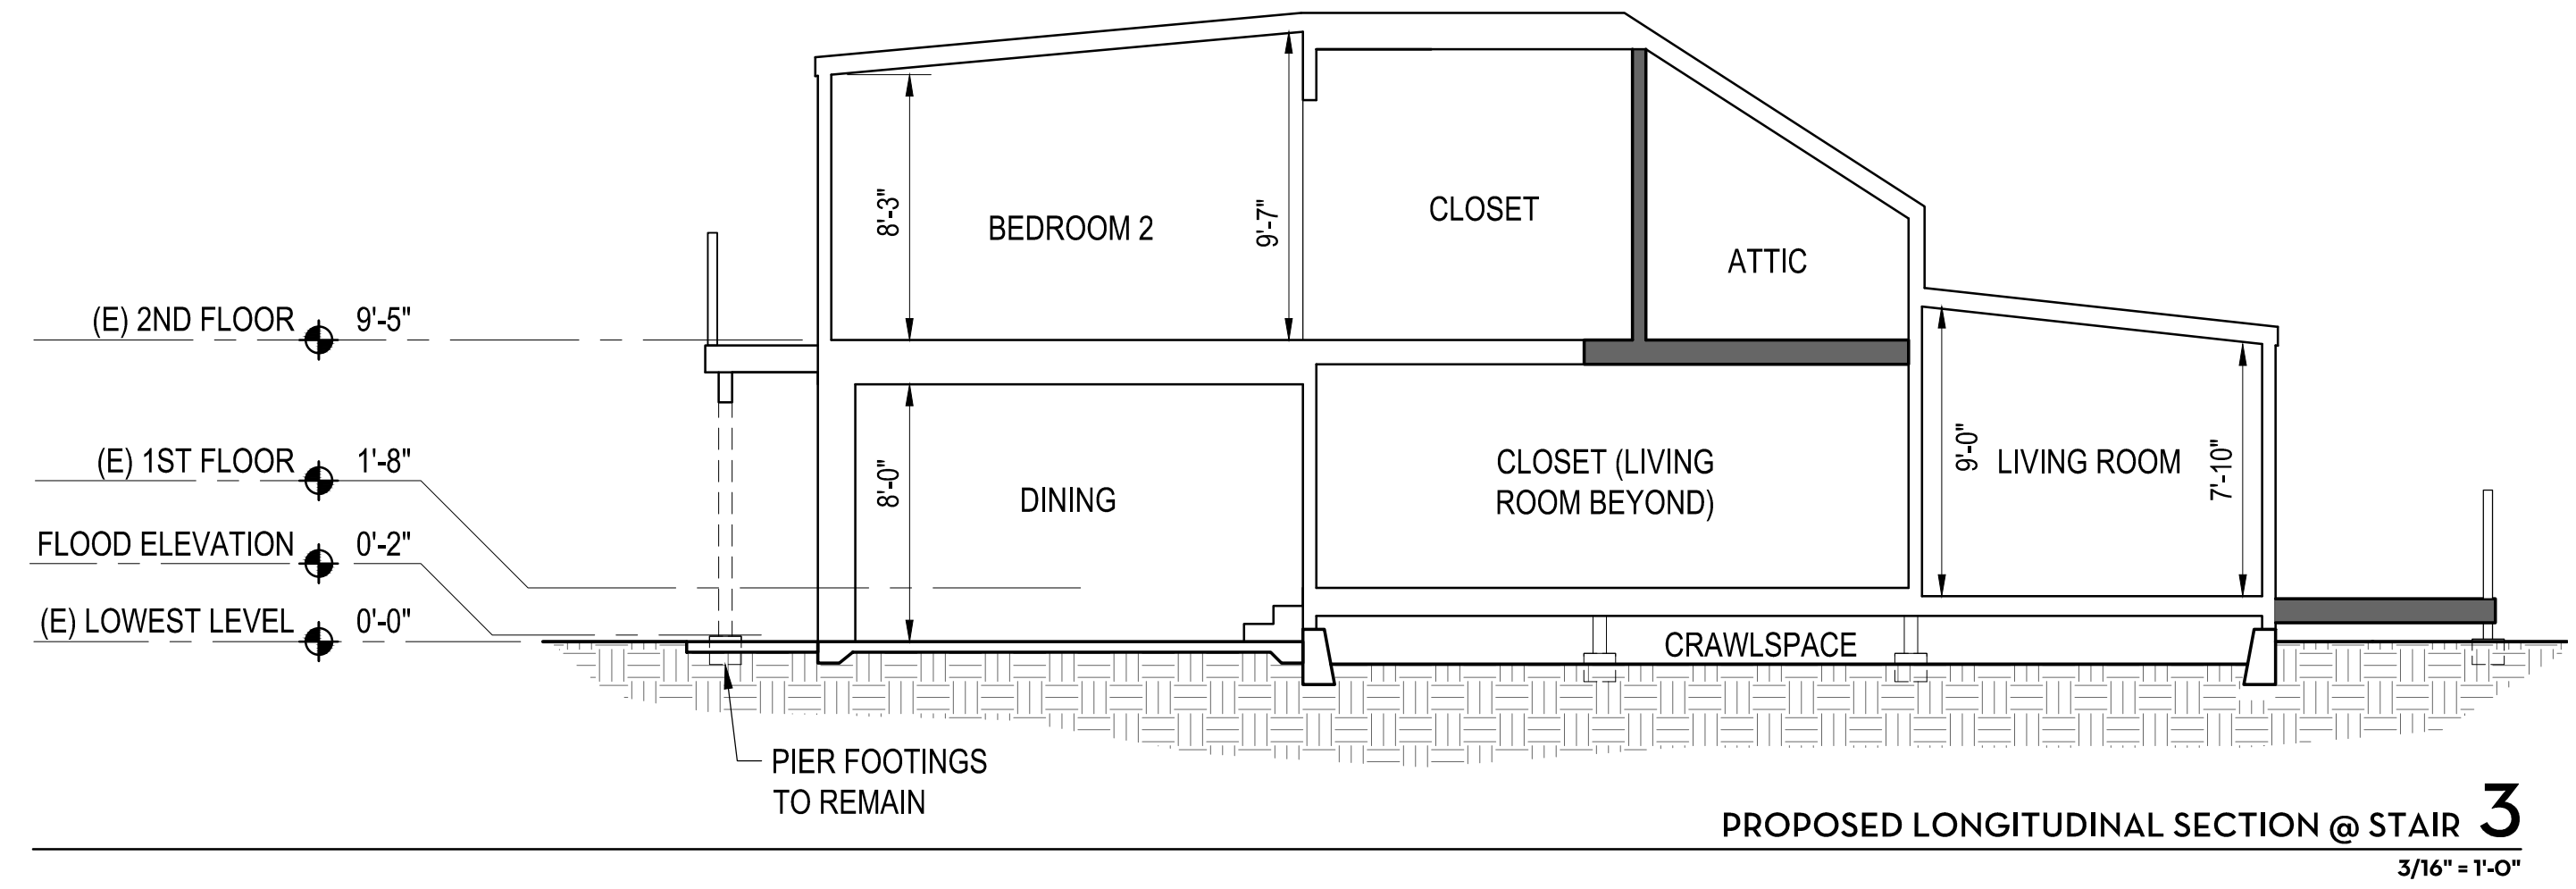 8'-3"
BEDROOM 2
9'-7"
CLOSET
ATTIC
(E) 2ND FLOOR 9'-5"
(E) 1ST FLOOR 1'-8"
FLOOD ELEVATION 0'-2"
(E) LOWEST LEVEL 0'-0"
8'-0"
DINING
CLOSET (LIVING
ROOM BEYOND)
9'-0"
LIVING ROOM
7'-10"
CRAWLSPACE
PIER FOOTINGS
TO REMAIN
PROPOSED LONGITUDINAL SECTION @ STAIR 3
3/16" = 1'-0"